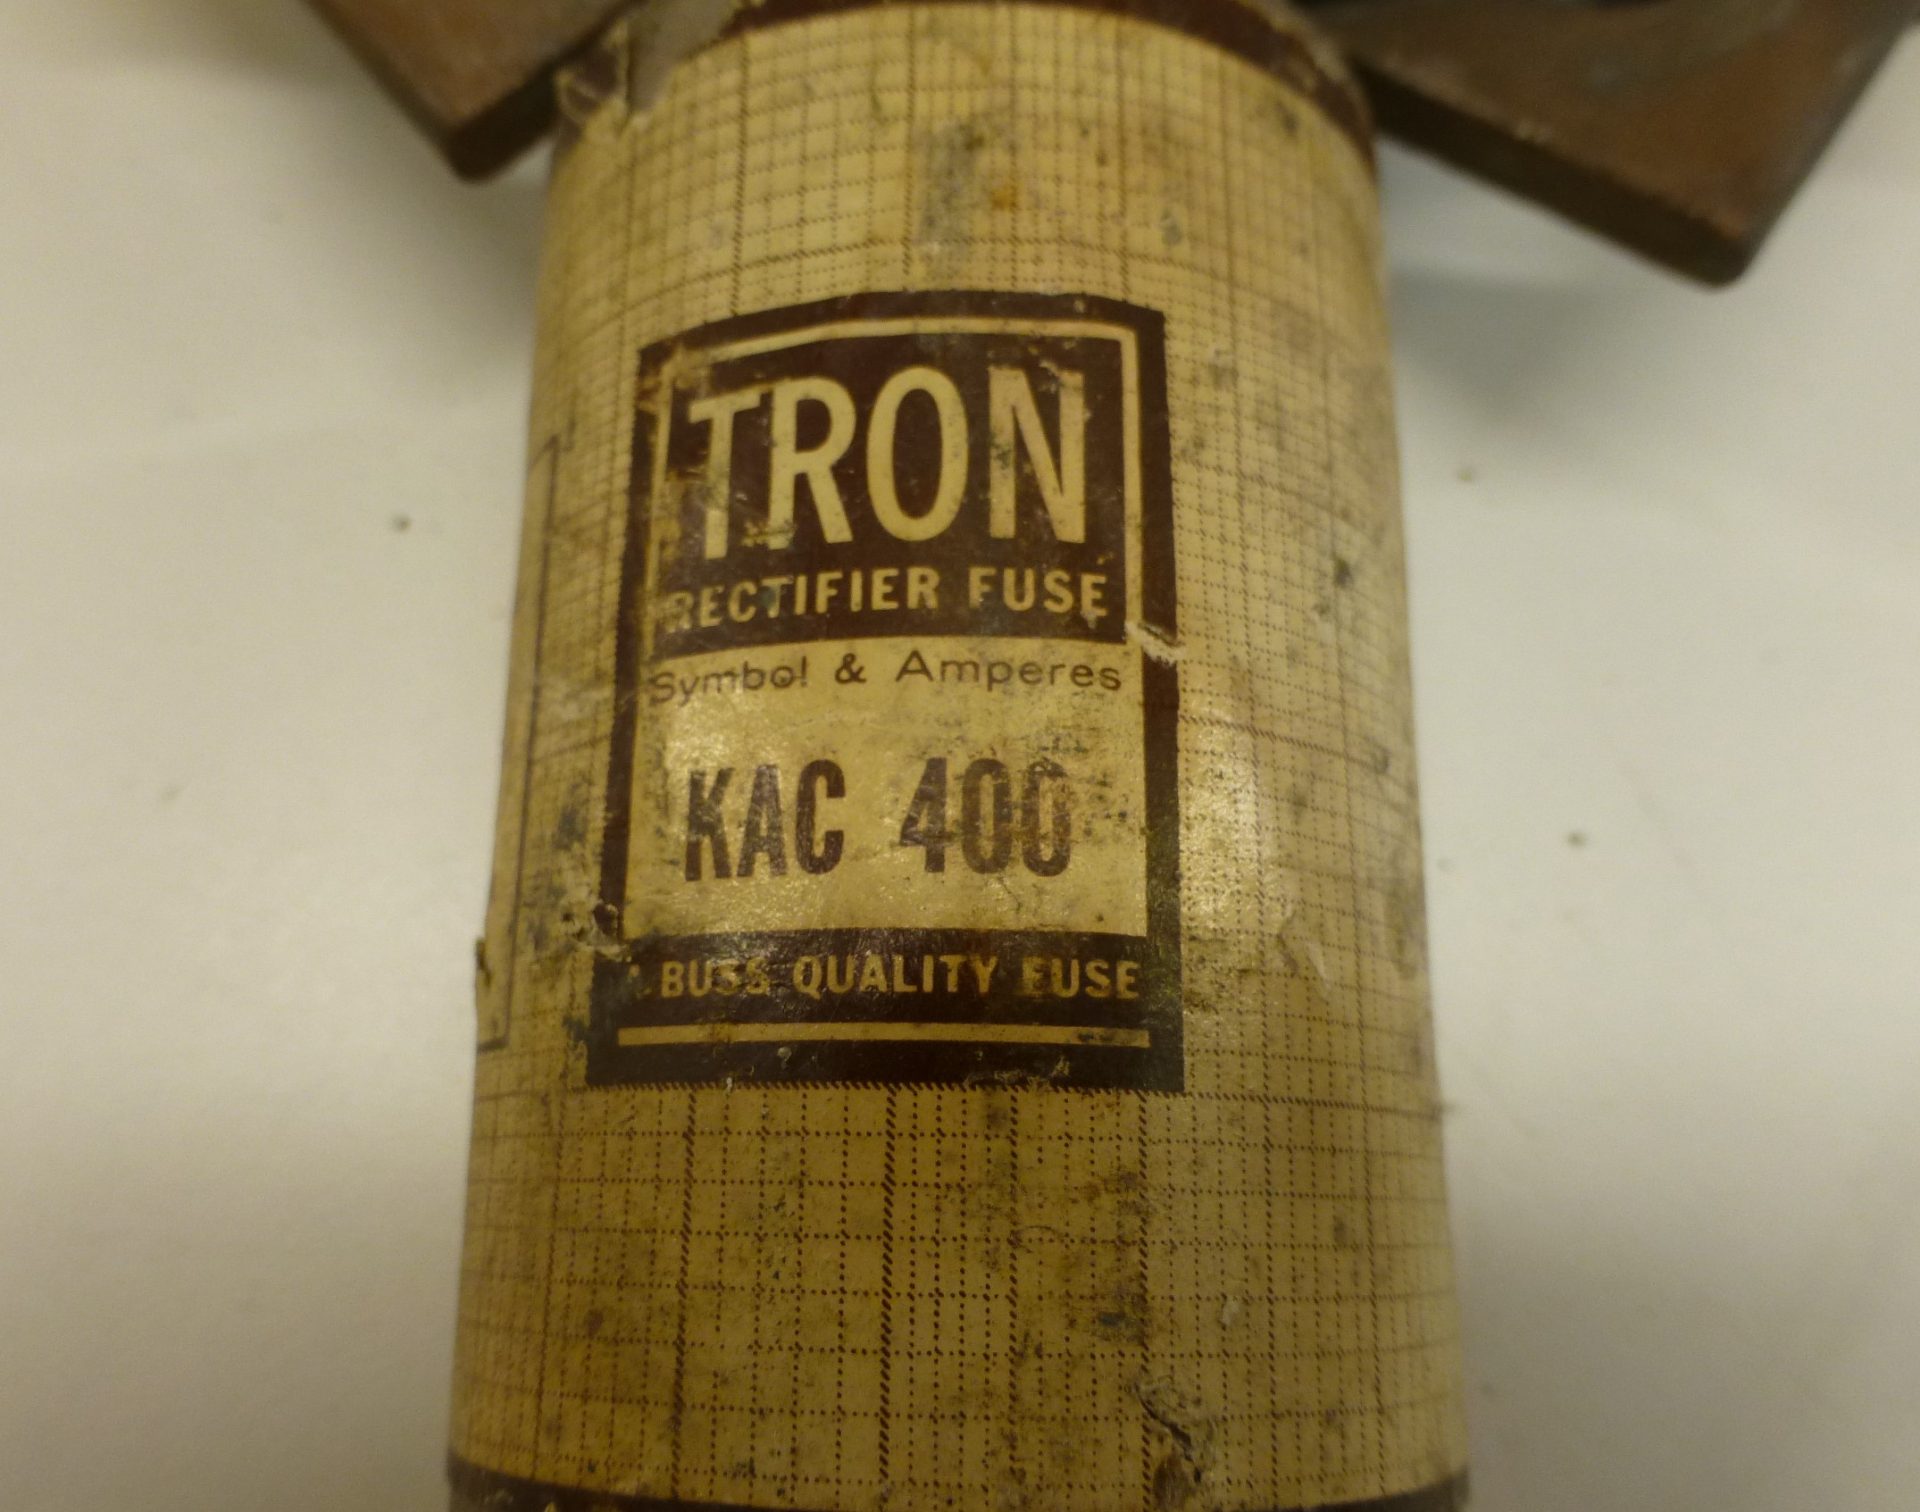 TRON
RECTIFIER FUSE
Symbol & Amperes
KAC 400
A BUSS QUALITY FUSE